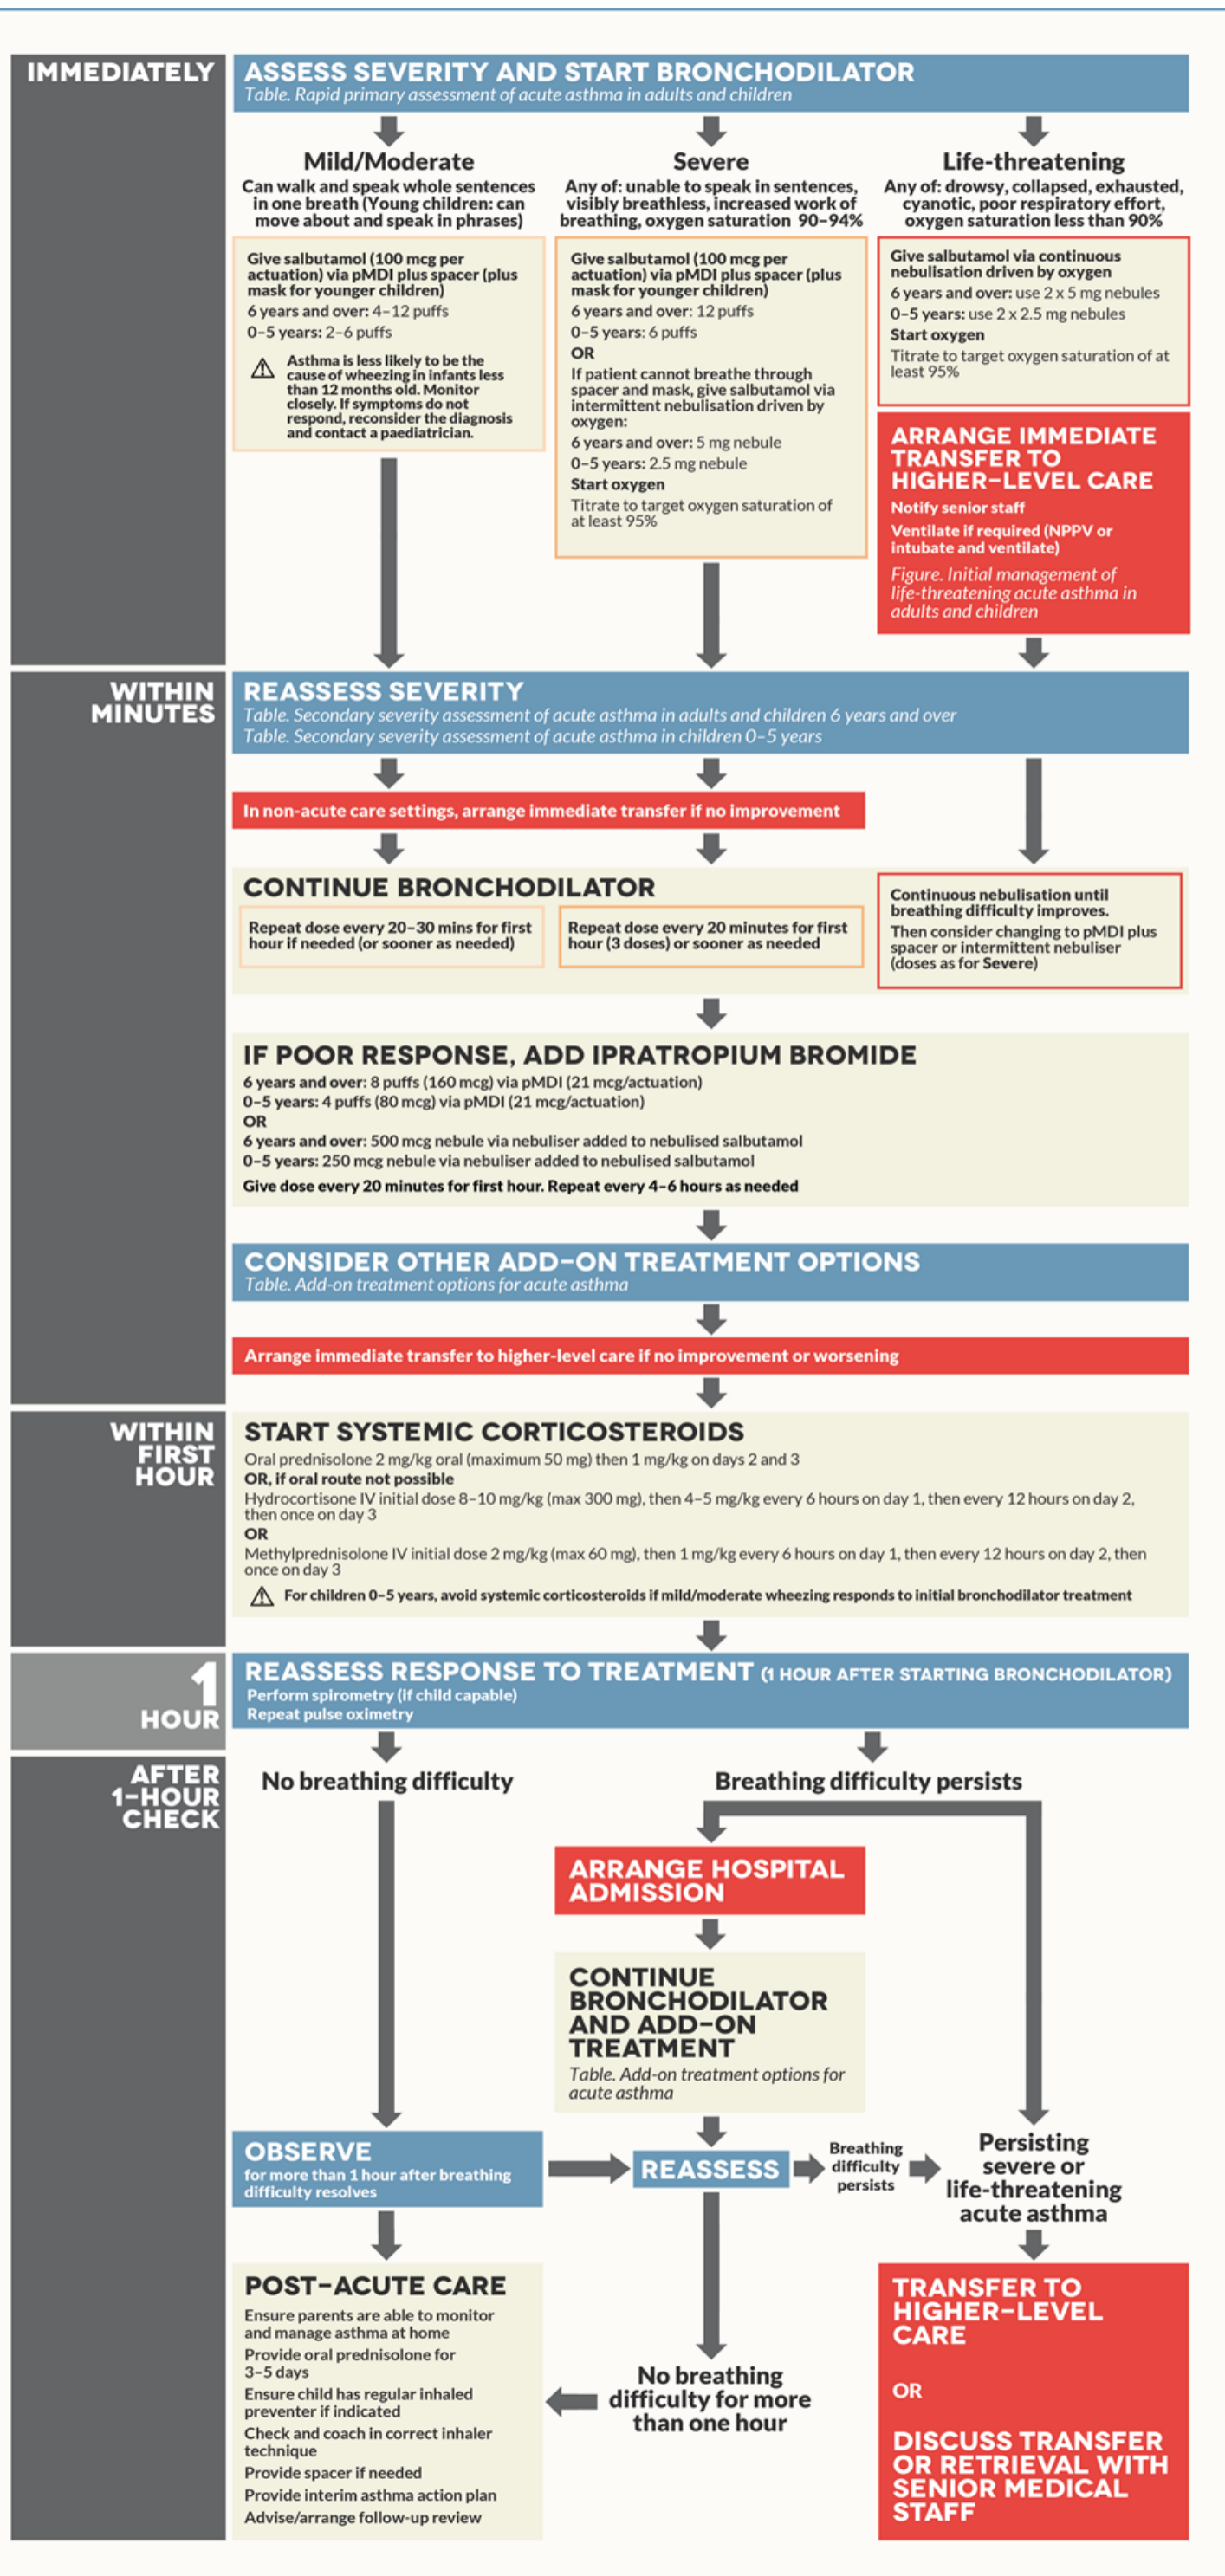 IMMEDIATELY
ASSESS SEVERITY AND START BRONCHODILATOR
Table. Rapid primary assessment of acute asthma in adults and children
Mild/Moderate
Can walk and speak whole sentences
in one breath (Young children: can
move about and speak in phrases)
Give salbutamol (100 mcg per
actuation) via pMDI plus spacer (plus
mask for younger children)
6 years and over: 4–12 puffs
0–5 years: 2–6 puffs
Asthma is less likely to be the
cause of wheezing in infants less
than 12 months old. Monitor
closely. If symptoms do not
respond, reconsider the diagnosis
and contact a paediatrician.
Severe
Any of: unable to speak in sentences,
visibly breathless, increased work of
breathing, oxygen saturation 90–94%
Give salbutamol (100 mcg per
actuation) via pMDI plus spacer (plus
mask for younger children)
6 years and over: 12 puffs
0–5 years: 6 puffs
OR
If patient cannot breathe through
spacer and mask, give salbutamol via
intermittent nebulisation driven by
oxygen:
6 years and over: 5 mg nebule
0–5 years: 2.5 mg nebule
Start oxygen
Titrate to target oxygen saturation of
at least 95%
Life-threatening
Any of: drowsy, collapsed, exhausted,
cyanotic, poor respiratory effort,
oxygen saturation less than 90%
Give salbutamol via continuous
nebulisation driven by oxygen
6 years and over: use 2 x 5 mg nebules
0–5 years: use 2 x 2.5 mg nebules
Start oxygen
Titrate to target oxygen saturation of at
least 95%
ARRANGE IMMEDIATE
TRANSFER TO
HIGHER–LEVEL CARE
Notify senior staff
Ventilate if required (NPPV or
intubate and ventilate)
Figure. Initial management of
life-threatening acute asthma in
adults and children
WITHIN
MINUTES
REASSESS SEVERITY
Table. Secondary severity assessment of acute asthma in adults and children 6 years and over
Table. Secondary severity assessment of acute asthma in children 0–5 years
In non-acute care settings, arrange immediate transfer if no improvement
CONTINUE BRONCHODILATOR
Repeat dose every 20–30 mins for first
hour if needed (or sooner as needed)
Repeat dose every 20 minutes for first
hour (3 doses) or sooner as needed
Continuous nebulisation until
breathing difficulty improves.
Then consider changing to pMDI plus
spacer or intermittent nebuliser
(doses as for Severe)
IF POOR RESPONSE, ADD IPRATROPIUM BROMIDE
6 years and over: 8 puffs (160 mcg) via pMDI (21 mcg/actuation)
0–5 years: 4 puffs (80 mcg) via pMDI (21 mcg/actuation)
OR
6 years and over: 500 mcg nebule via nebuliser added to nebulised salbutamol
0–5 years: 250 mcg nebule via nebuliser added to nebulised salbutamol
Give dose every 20 minutes for first hour. Repeat every 4–6 hours as needed
CONSIDER OTHER ADD–ON TREATMENT OPTIONS
Table. Add-on treatment options for acute asthma
Arrange immediate transfer to higher-level care if no improvement or worsening
WITHIN
FIRST
HOUR
START SYSTEMIC CORTICOSTEROIDS
Oral prednisolone 2 mg/kg oral (maximum 50 mg) then 1 mg/kg on days 2 and 3
OR, if oral route not possible
Hydrocortisone IV initial dose 8–10 mg/kg (max 300 mg), then 4–5 mg/kg every 6 hours on day 1, then every 12 hours on day 2,
then once on day 3
OR
Methylprednisolone IV initial dose 2 mg/kg (max 60 mg), then 1 mg/kg every 6 hours on day 1, then every 12 hours on day 2, then
once on day 3
For children 0–5 years, avoid systemic corticosteroids if mild/moderate wheezing responds to initial bronchodilator treatment
1
HOUR
REASSESS RESPONSE TO TREATMENT (1 HOUR AFTER STARTING BRONCHODILATOR)
Perform spirometry (if child capable)
Repeat pulse oximetry
AFTER
1–HOUR
CHECK
No breathing difficulty
Breathing difficulty persists
ARRANGE HOSPITAL
ADMISSION
CONTINUE
BRONCHODILATOR
AND ADD–ON
TREATMENT
Table. Add-on treatment options for
acute asthma
OBSERVE
for more than 1 hour after breathing
difficulty resolves
REASSESS
Breathing
difficulty
persists
Persisting
severe or
life-threatening
acute asthma
POST–ACUTE CARE
Ensure parents are able to monitor
and manage asthma at home
Provide oral prednisolone for
3–5 days
Ensure child has regular inhaled
preventer if indicated
Check and coach in correct inhaler
technique
Provide spacer if needed
Provide interim asthma action plan
Advise/arrange follow-up review
No breathing
difficulty for more
than one hour
TRANSFER TO
HIGHER–LEVEL
CARE
OR
DISCUSS TRANSFER
OR RETRIEVAL WITH
SENIOR MEDICAL
STAFF